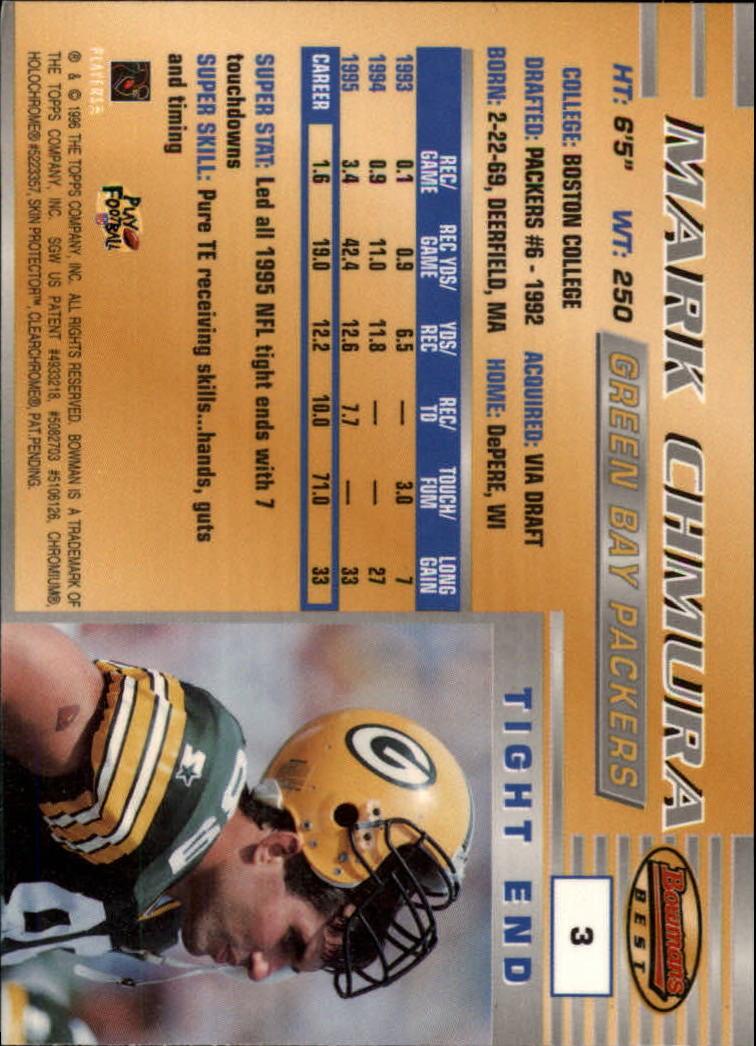 MARK CHMURA
Bowman's
BEST
HT: 6'5" WT: 250 GREEN BAY PACKERS
3
COLLEGE: BOSTON COLLEGE
DRAFTED: PACKERS #6 - 1992 ACQUIRED: VIA DRAFT
BORN: 2-22-69, DEERFIELD, MA HOME: DePERE, WI
TIGHT END
REC/ REC YDS/ YDS/ REC/ TOUCH/ LONG
GAME GAME REC TD FUM GAIN
1993 0.1 0.9 6.5 — 3.0 7
1994 0.9 11.0 11.8 — — 27
1995 3.4 42.4 12.6 7.7 — 33
CAREER 1.6 19.0 12.2 10.0 71.0 33
SUPER STAT: Led all 1995 NFL tight ends with 7
touchdowns
SUPER SKILL: Pure TE receiving skills...hands, guts
and timing
G
PLAYERS
PLAY
FOOTBALL
® & © 1996 THE TOPPS COMPANY, INC. ALL RIGHTS RESERVED. BOWMAN IS A TRADEMARK OF
THE TOPPS COMPANY, INC. SGW US PATENT #4933218, #5082703 #5106126, CHROMIUM®,
HOLOCHROME® #5223357, SKIN PROTECTOR™, CLEARCHROME®, PAT.PENDING.